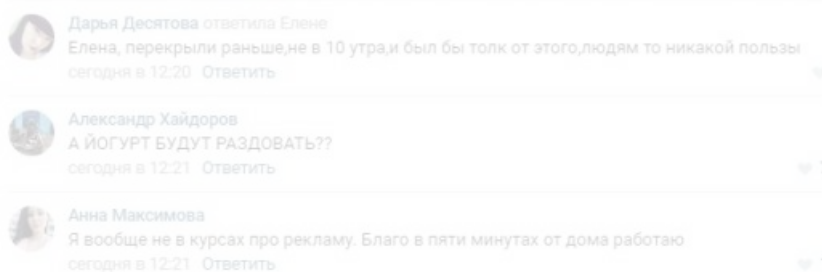 Дарья Десятова ответила Елене
Елена, перекрыли раньше,не в 10 утра,и был бы толк от этого,людям то никакой пользы
сегодня в 12:20 Ответить
Александр Хайдоров
А ЙОГУРТ БУДУТ РАЗДОВАТЬ??
сегодня в 12:21 Ответить
Анна Максимова
Я вообще не в курсах про рекламу. Благо в пяти минутах от дома работаю
сегодня в 12:21 Ответить